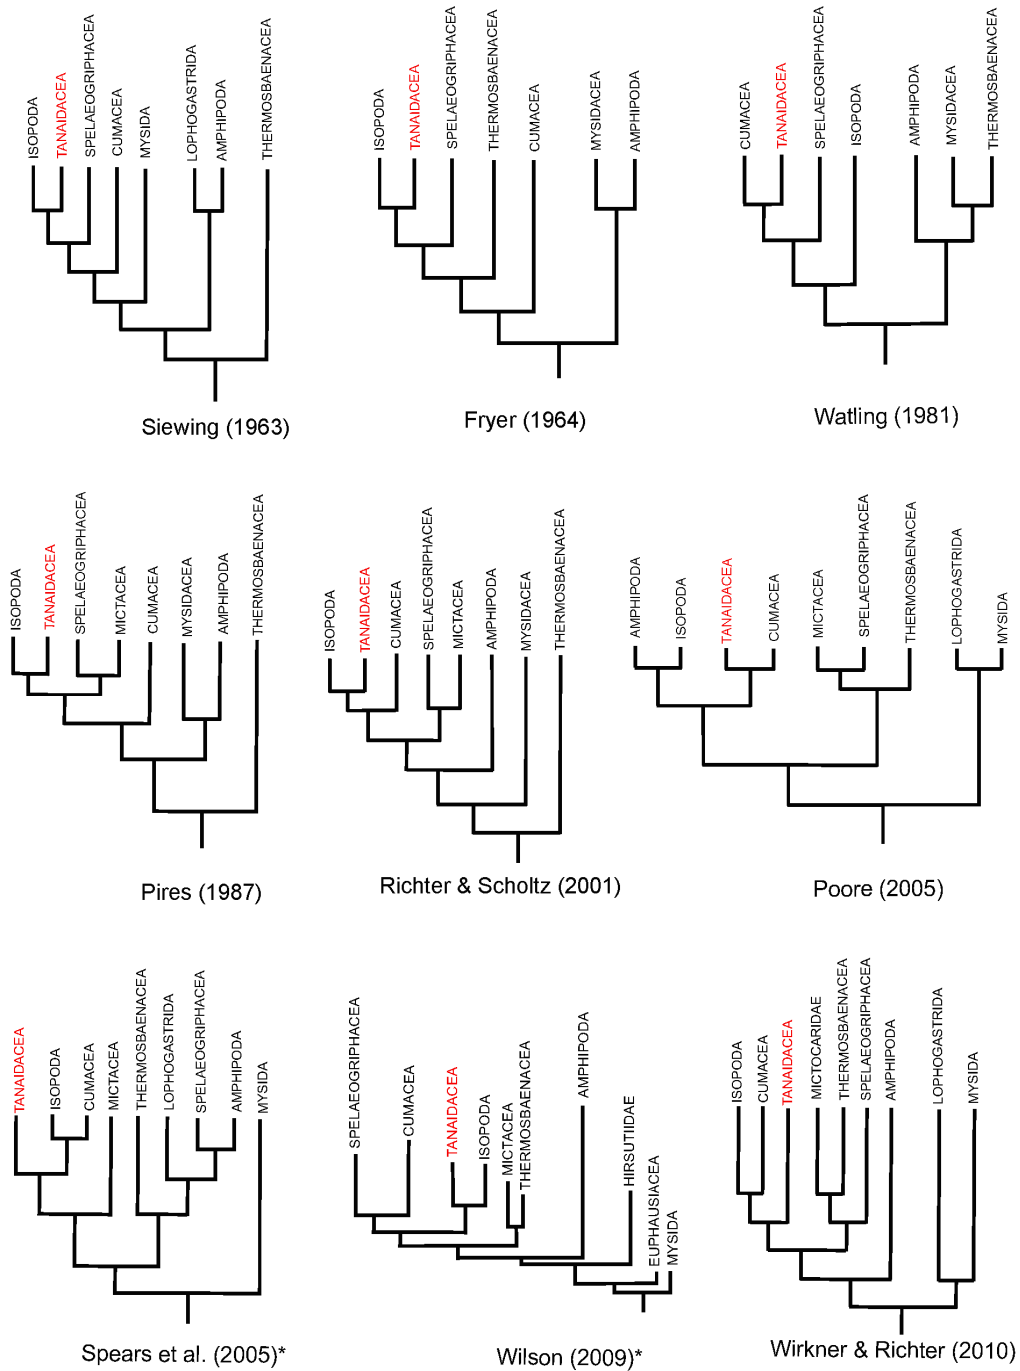 ISOPODA
TANAIDACEA
SPELAEOGRIPHACEA
CUMACEA
MYSIDA
LOPHOGASTRIDA
AMPHIPODA
THERMOSBAENACEA
Siewing (1963)
ISOPODA
TANAIDACEA
SPELAEOGRIPHACEA
THERMOSBAENACEA
CUMACEA
MYSIDACEA
AMPHIPODA
Fryer (1964)
CUMACEA
TANAIDACEA
SPELAEOGRIPHACEA
ISOPODA
AMPHIPODA
MYSIDACEA
THERMOSBAENACEA
Watling (1981)
ISOPODA
TANAIDACEA
SPELAEOGRIPHACEA
MICTACEA
CUMACEA
MYSIDACEA
AMPHIPODA
THERMOSBAENACEA
Pires (1987)
ISOPODA
TANAIDACEA
CUMACEA
SPELAEOGRIPHACEA
MICTACEA
AMPHIPODA
MYSIDACEA
THERMOSBAENACEA
Richter & Scholtz (2001)
AMPHIPODA
ISOPODA
TANAIDACEA
CUMACEA
MICTACEA
SPELAEOGRIPHACEA
THERMOSBAENACEA
LOPHOGASTRIDA
MYSIDA
Poore (2005)
TANAIDACEA
ISOPODA
CUMACEA
MICTACEA
THERMOSBAENACEA
LOPHOGASTRIDA
SPELAEOGRIPHACEA
AMPHIPODA
MYSIDA
Spears et al. (2005)*
SPELAEOGRIPHACEA
CUMACEA
TANAIDACEA
ISOPODA
MICTACEA
THERMOSBAENACEA
AMPHIPODA
HIRSUTIIDAE
EUPHAUSIACEA
MYSIDA
Wilson (2009)*
ISOPODA
CUMACEA
TANAIDACEA
MICTOCARIDAE
THERMOSBAENACEA
SPELAEOGRIPHACEA
AMPHIPODA
LOPHOGASTRIDA
MYSIDA
Wirkner & Richter (2010)